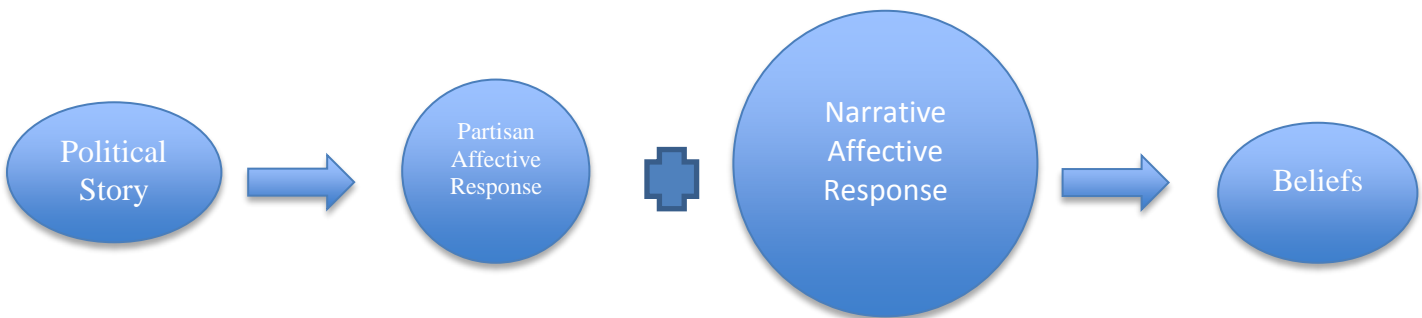 Political
Story
Partisan
Affective
Response
Narrative
Affective
Response
Beliefs